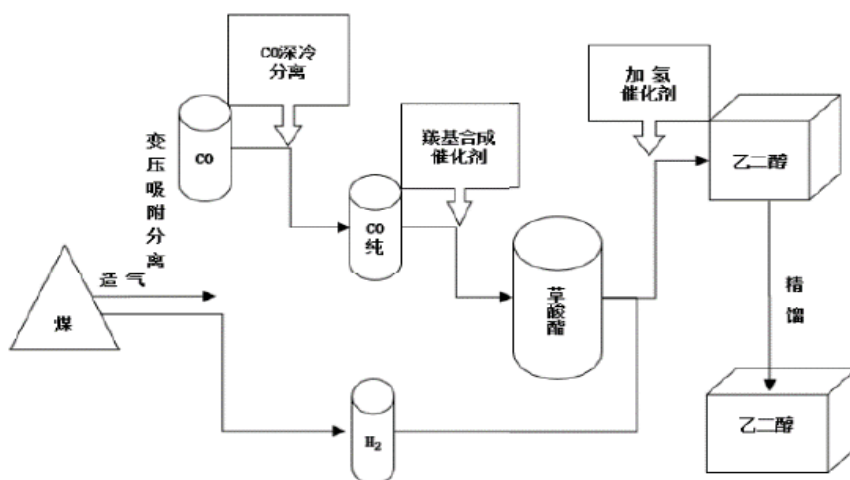 CO深冷
分离
加 氢
催化剂
变压吸附分离
CO
羰基合成
催化剂
乙二醇
CO
纯
造 气
煤
草酸酯
精馏
H₂
乙二醇